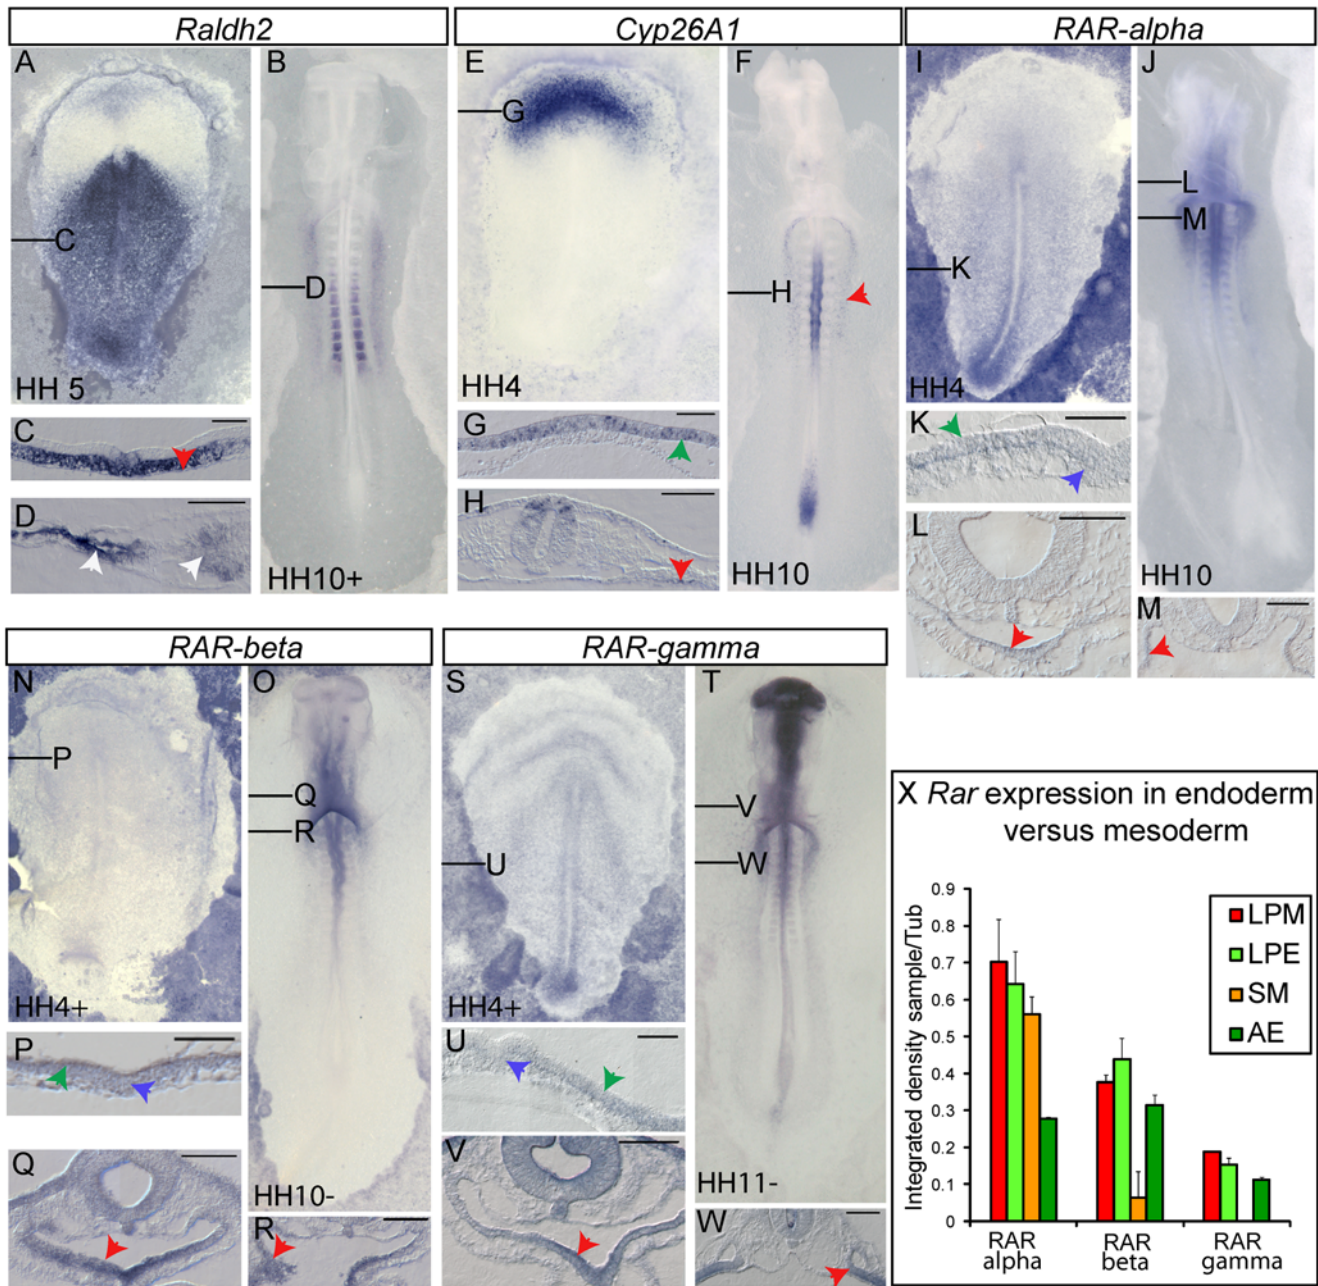 Raldh2
Cyp26A1
RAR-alpha
A
B
C
D
HH 5
HH10+
C
D
E
F
G
H
HH4
HH10
G
H
I
J
K
L
M
HH4
HH10
K
L
M
RAR-beta
RAR-gamma
N
O
P
Q
R
HH4+
HH10-
P
Q
R
S
T
U
V
W
HH4+
HH11-
U
V
W
X Rar expression in endoderm
versus mesoderm
Integrated density sample/Tub
0.9
0.8
0.7
0.6
0.5
0.4
0.3
0.2
0.1
0
LPM
LPE
SM
AE
RAR
alpha
RAR
beta
RAR
gamma